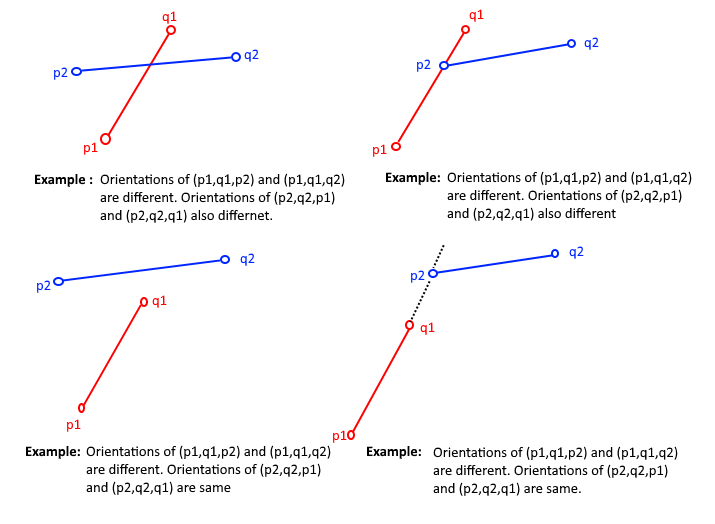 q1
p2
q2
p1
Example : Orientations of (p1,q1,p2) and (p1,q1,q2)
are different. Orientations of (p2,q2,p1)
and (p2,q2,q1) also differnet.
q1
q2
p2
p1
Example: Orientations of (p1,q1,p2) and (p1,q1,q2)
are different. Orientations of (p2,q2,p1)
and (p2,q2,q1) also different
q2
p2
q1
p1
Example: Orientations of (p1,q1,p2) and (p1,q1,q2)
are different. Orientations of (p2,q2,p1)
and (p2,q2,q1) are same
q2
p2
q1
p1
Example: Orientations of (p1,q1,p2) and (p1,q1,q2)
are different. Orientations of (p2,q2,p1)
and (p2,q2,q1) are same.